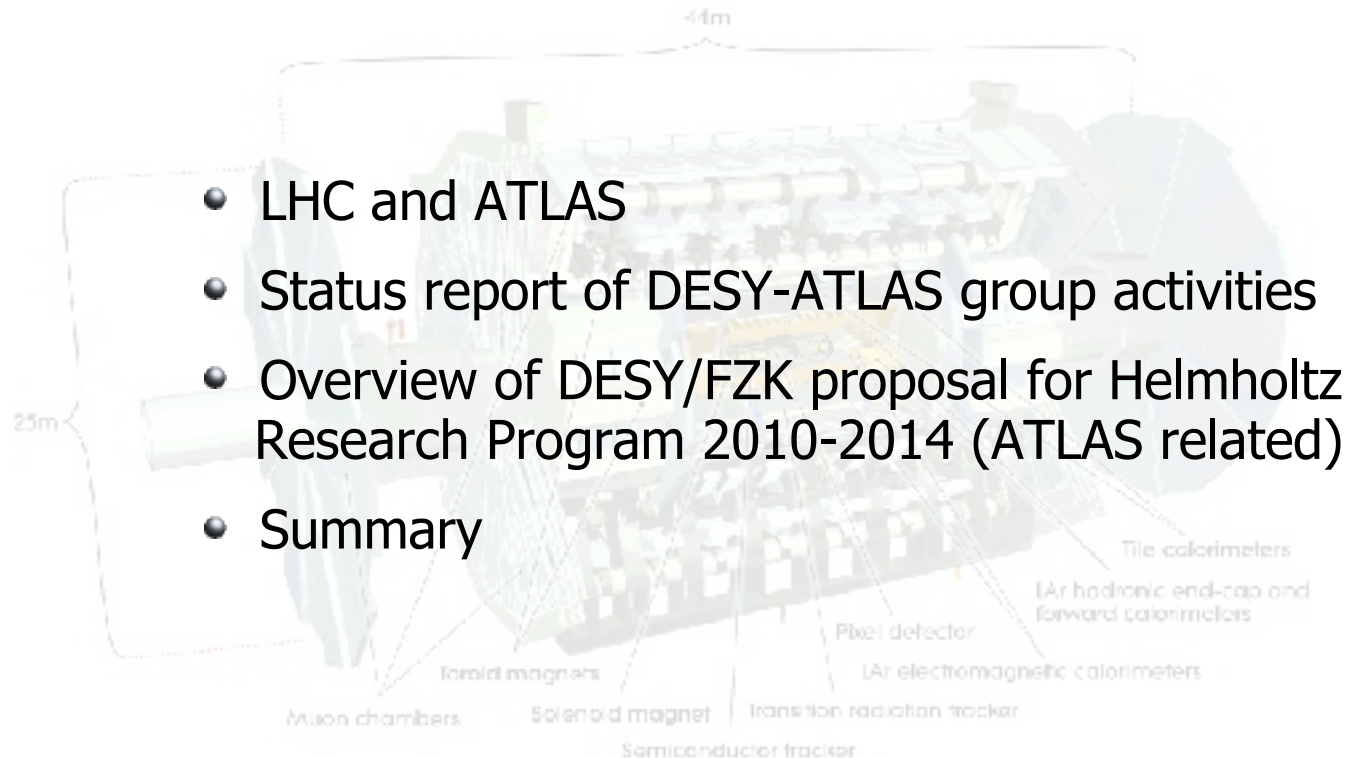 44m
LHC and ATLAS
Status report of DESY-ATLAS group activities
Overview of DESY/FZK proposal for Helmholtz
25m
Research Program 2010-2014 (ATLAS related)
Summary
Tile calorimeters
LAr hadronic end-cap and
forward calorimeters
Pixel detector
Toroid magnets
LAr electromagnetic calorimeters
Muon chambers
Solenoid magnet
Transition radiation tracker
Semiconductor tracker